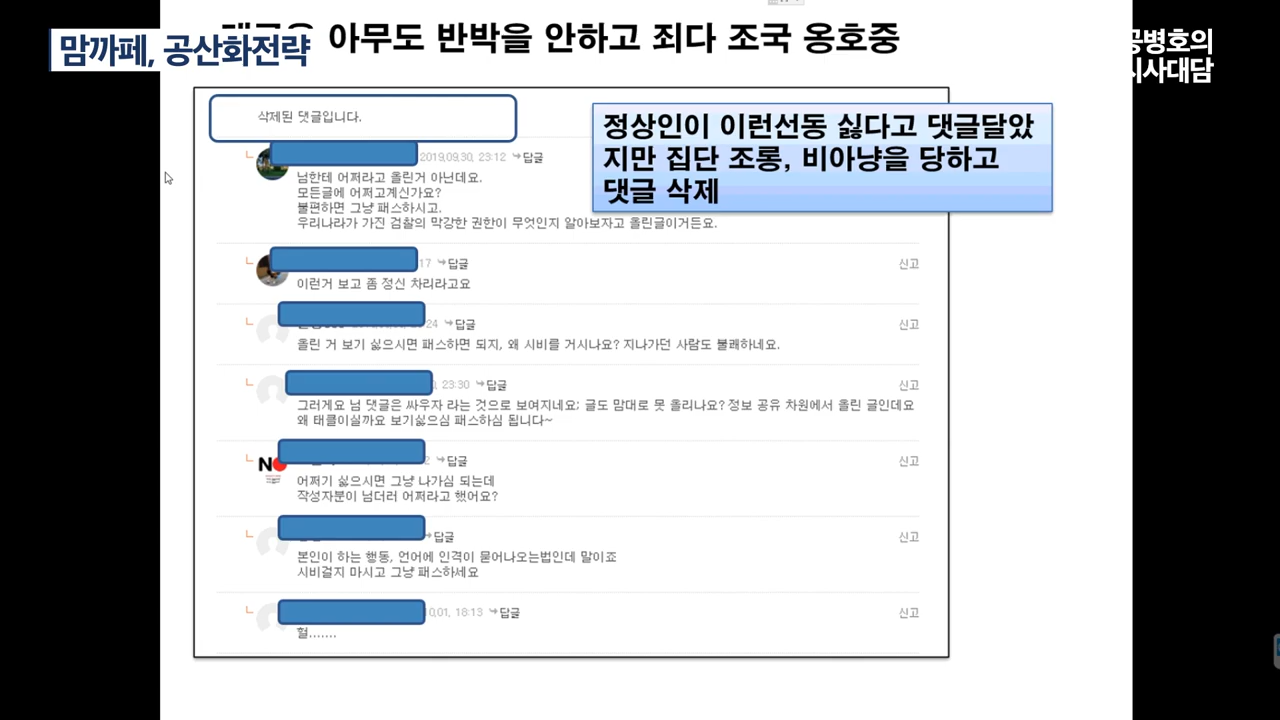 아무도 반박을 안하고 죄다 조국 옹호중
맘까페, 공산화전략
공병호의
시사대담
삭제된 댓글입니다.
정상인이 이런선동 싫다고 댓글달았
지만 집단 조롱, 비아냥을 당하고
댓글 삭제
2019,09,30, 23:12 답글
님한테 어쩌라고 올린거 아닌데요.
모든글에 어쩌고계신가요?
불편하면 그냥 패스하시고.
우리나라가 가진 검찰의 막강한 권한이 무엇인지 알아보자고 올린글이거든요.
17 답글 신고
이런거 보고 좀 정신 차리라고요
24 답글 신고
올린 거 보기 싫으시면 패스하면 되지, 왜 시비를 거시나요? 지나가던 사람도 불쾌하네요.
23:30 답글 신고
그러게요 님 댓글은 싸우자 라는 것으로 보여지네요; 글도 맘대로 못 올리나요? 정보 공유 차원에서 올린 글인데요
왜 태클이실까요 보기싫으심 패스하심 됩니다~
NO
2 답글 신고
어쩌기 싫으시면 그냥 나가심 되는데
작성자분이 님더러 어쩌라고 했어요?
답글 신고
본인이 하는 행동, 언어에 인격이 묻어나오는법인데 말이죠
시비걸지 마시고 그냥 패스하세요
10,01, 18:13 답글 신고
헐,......